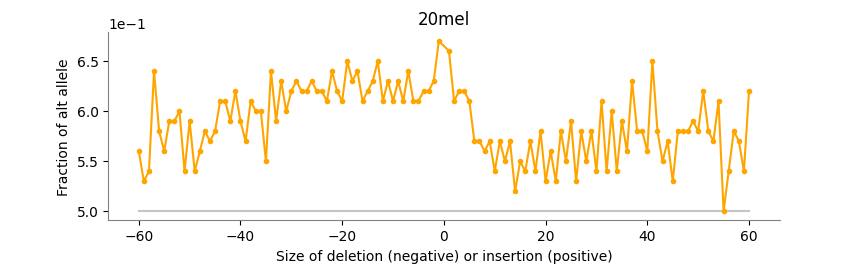 20mel
1e−1
6.5
6.0
5.5
5.0
Fraction of alt allele
−60 −40 −20 0 20 40 60
Size of deletion (negative) or insertion (positive)